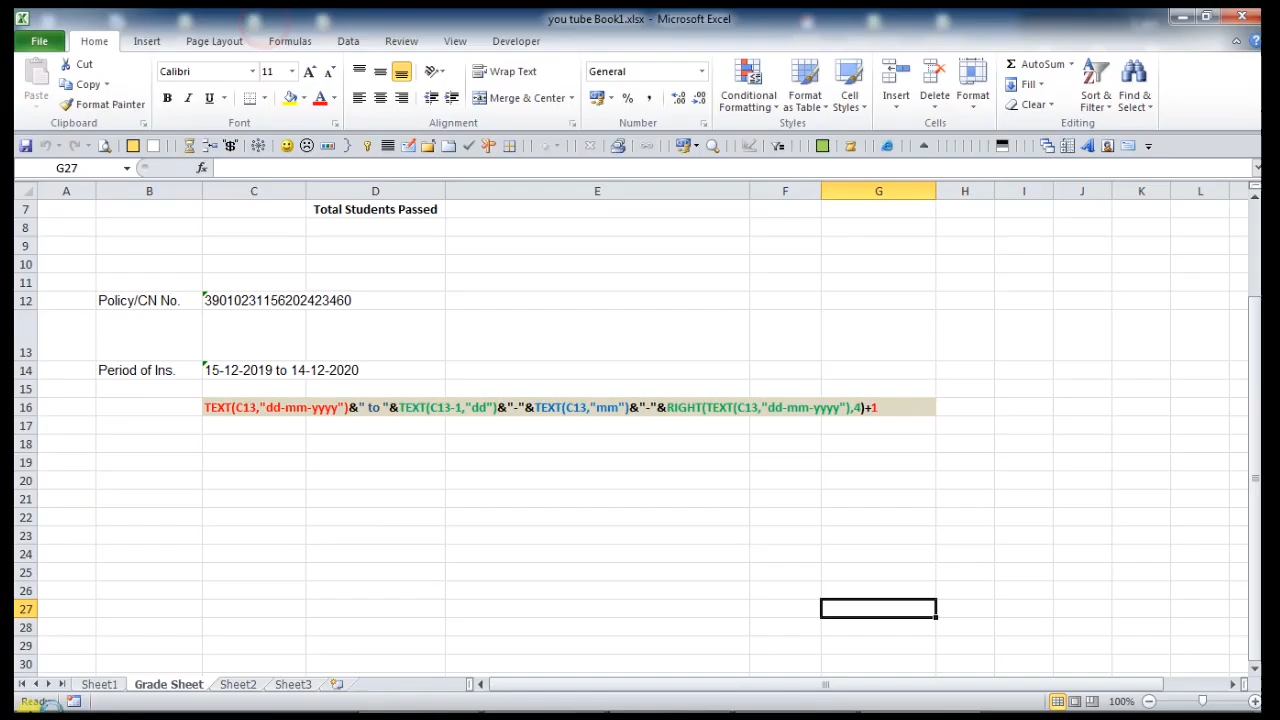 you tube Book1.xlsx - Microsoft Excel
File Home Insert Page Layout Formulas Data Review View Developer
Cut
Copy
Format Painter
Paste
Clipboard
Calibri 11
B I U
Font
Wrap Text
Merge & Center
Alignment
General
Number
Conditional Formatting
Format as Table
Cell Styles
Styles
Insert
Delete
Format
Cells
AutoSum
Fill
Clear
Sort & Filter
Find & Select
Editing
G27 fx
A B C D E F G H I J K L
7 Total Students Passed
8
9
10
11
12 Policy/CN No. 39010231156202423460
13
14 Period of Ins. 15-12-2019 to 14-12-2020
15
16 TEXT(C13,"dd-mm-yyyy")&" to "&TEXT(C13-1,"dd")&"-"&TEXT(C13,"mm")&"-"&RIGHT(TEXT(C13,"dd-mm-yyyy"),4)+1
17
18
19
20
21
22
23
24
25
26
27
28
29
30
Sheet1 Grade Sheet Sheet2 Sheet3
Ready 100%